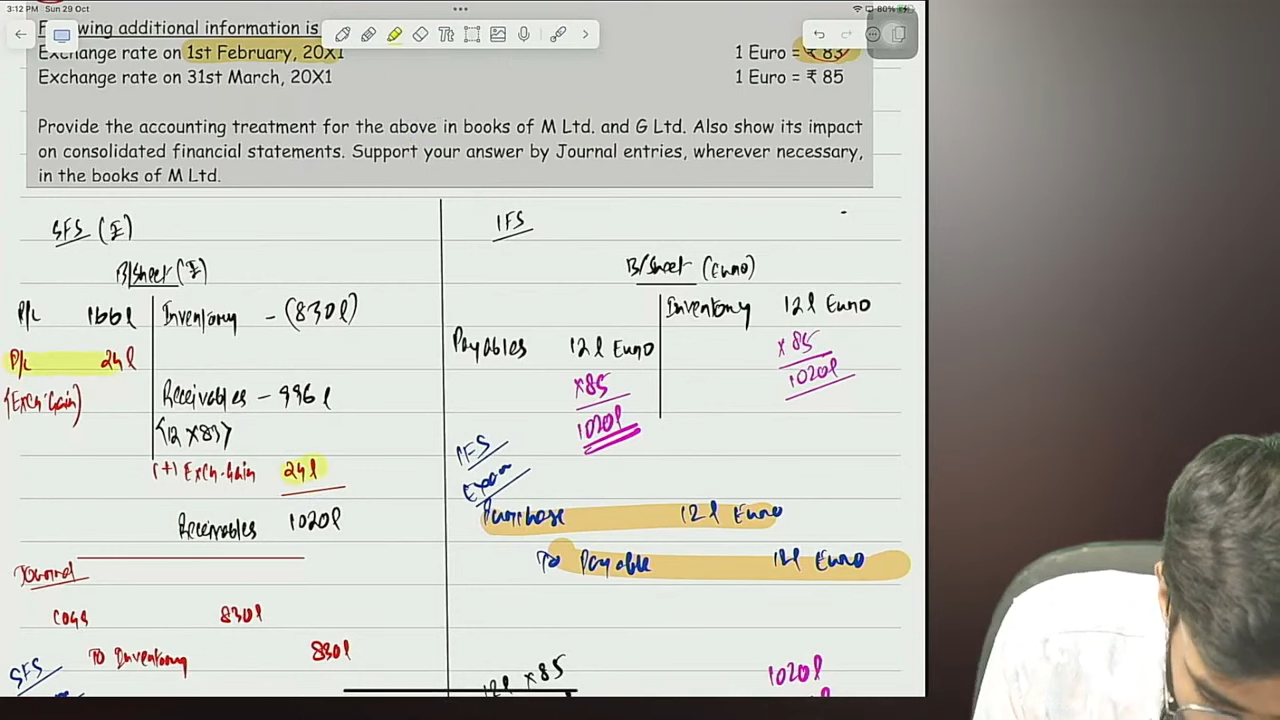 3:12 PM Sun 29 Oct
80%
wing additional information is
Exchange rate on 1st February, 20X1 1 Euro = ₹ 83
Exchange rate on 31st March, 20X1 1 Euro = ₹ 85
Provide the accounting treatment for the above in books of M Ltd. and G Ltd. Also show its impact
on consolidated financial statements. Support your answer by Journal entries, wherever necessary,
in the books of M Ltd.
SFS (₹)
B/Sheet (₹)
P/L 166l Inventory - (830l)
P/L 24l
(Exch. Gain)
Receivables - 996l
{12 x 83}
(+) Exch. Gain 24l
Receivables 1020l
Journal
COGS 830l
To Inventory 830l
SFS
IFS
B/Sheet (Euro)
Inventory 12l Euro
x85
1020l
Payables 12l Euro
x85
1020l
IFS
Purchase 12l Euro
To Payable 12l Euro
12l x85
1020l